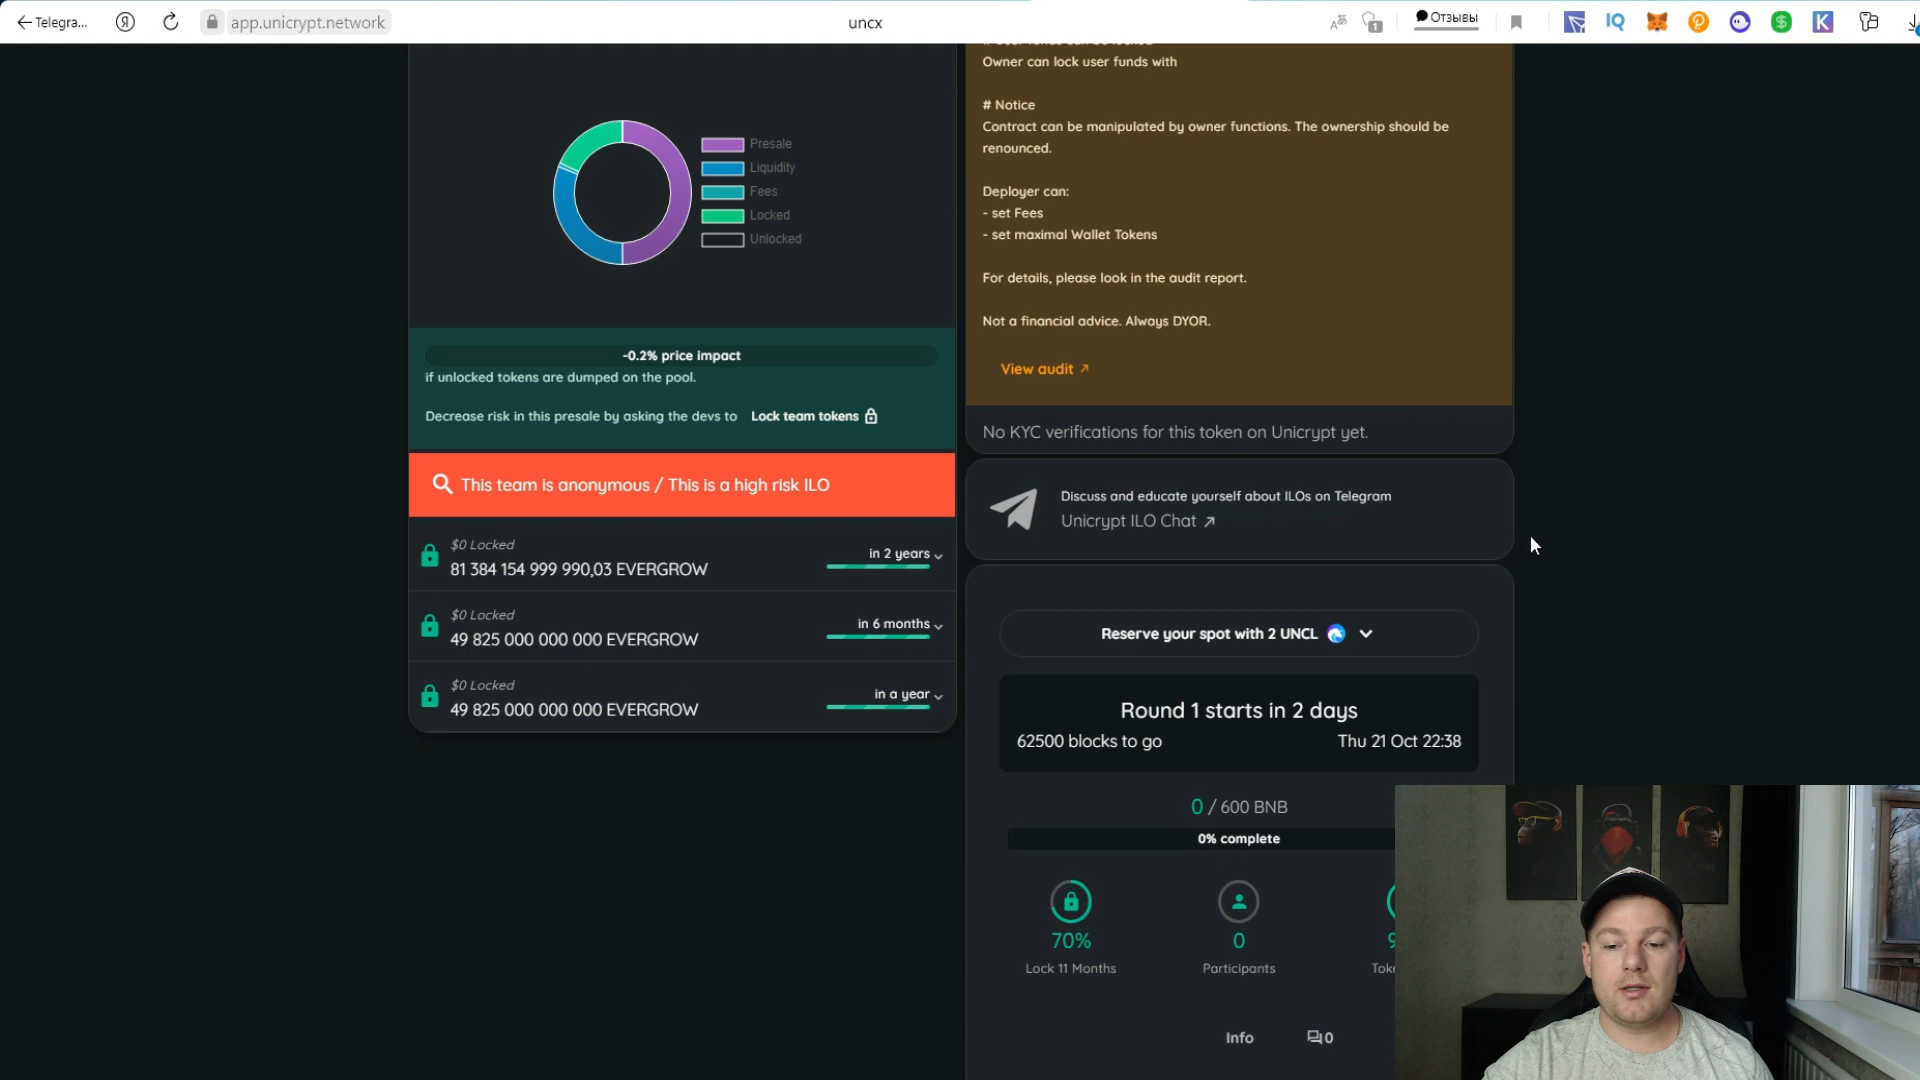 Telegra...
app.unicrypt.network
uncx
Отзывы
1
IQ
K
Presale
Liquidity
Fees
Locked
Unlocked
-0.2% price impact
if unlocked tokens are dumped on the pool.
Decrease risk in this presale by asking the devs to Lock team tokens
This team is anonymous / This is a high risk ILO
$0 Locked
81 384 154 999 990,03 EVERGROW
in 2 years
$0 Locked
49 825 000 000 000 EVERGROW
in 6 months
$0 Locked
49 825 000 000 000 EVERGROW
in a year
Owner can lock user funds with
# Notice
Contract can be manipulated by owner functions. The ownership should be
renounced.
Deployer can:
- set Fees
- set maximal Wallet Tokens
For details, please look in the audit report.
Not a financial advice. Always DYOR.
View audit
No KYC verifications for this token on Unicrypt yet.
Discuss and educate yourself about ILOs on Telegram
Unicrypt ILO Chat
Reserve your spot with 2 UNCL
Round 1 starts in 2 days
62500 blocks to go
Thu 21 Oct 22:38
0 / 600 BNB
0% complete
70%
Lock 11 Months
0
Participants
Info
0